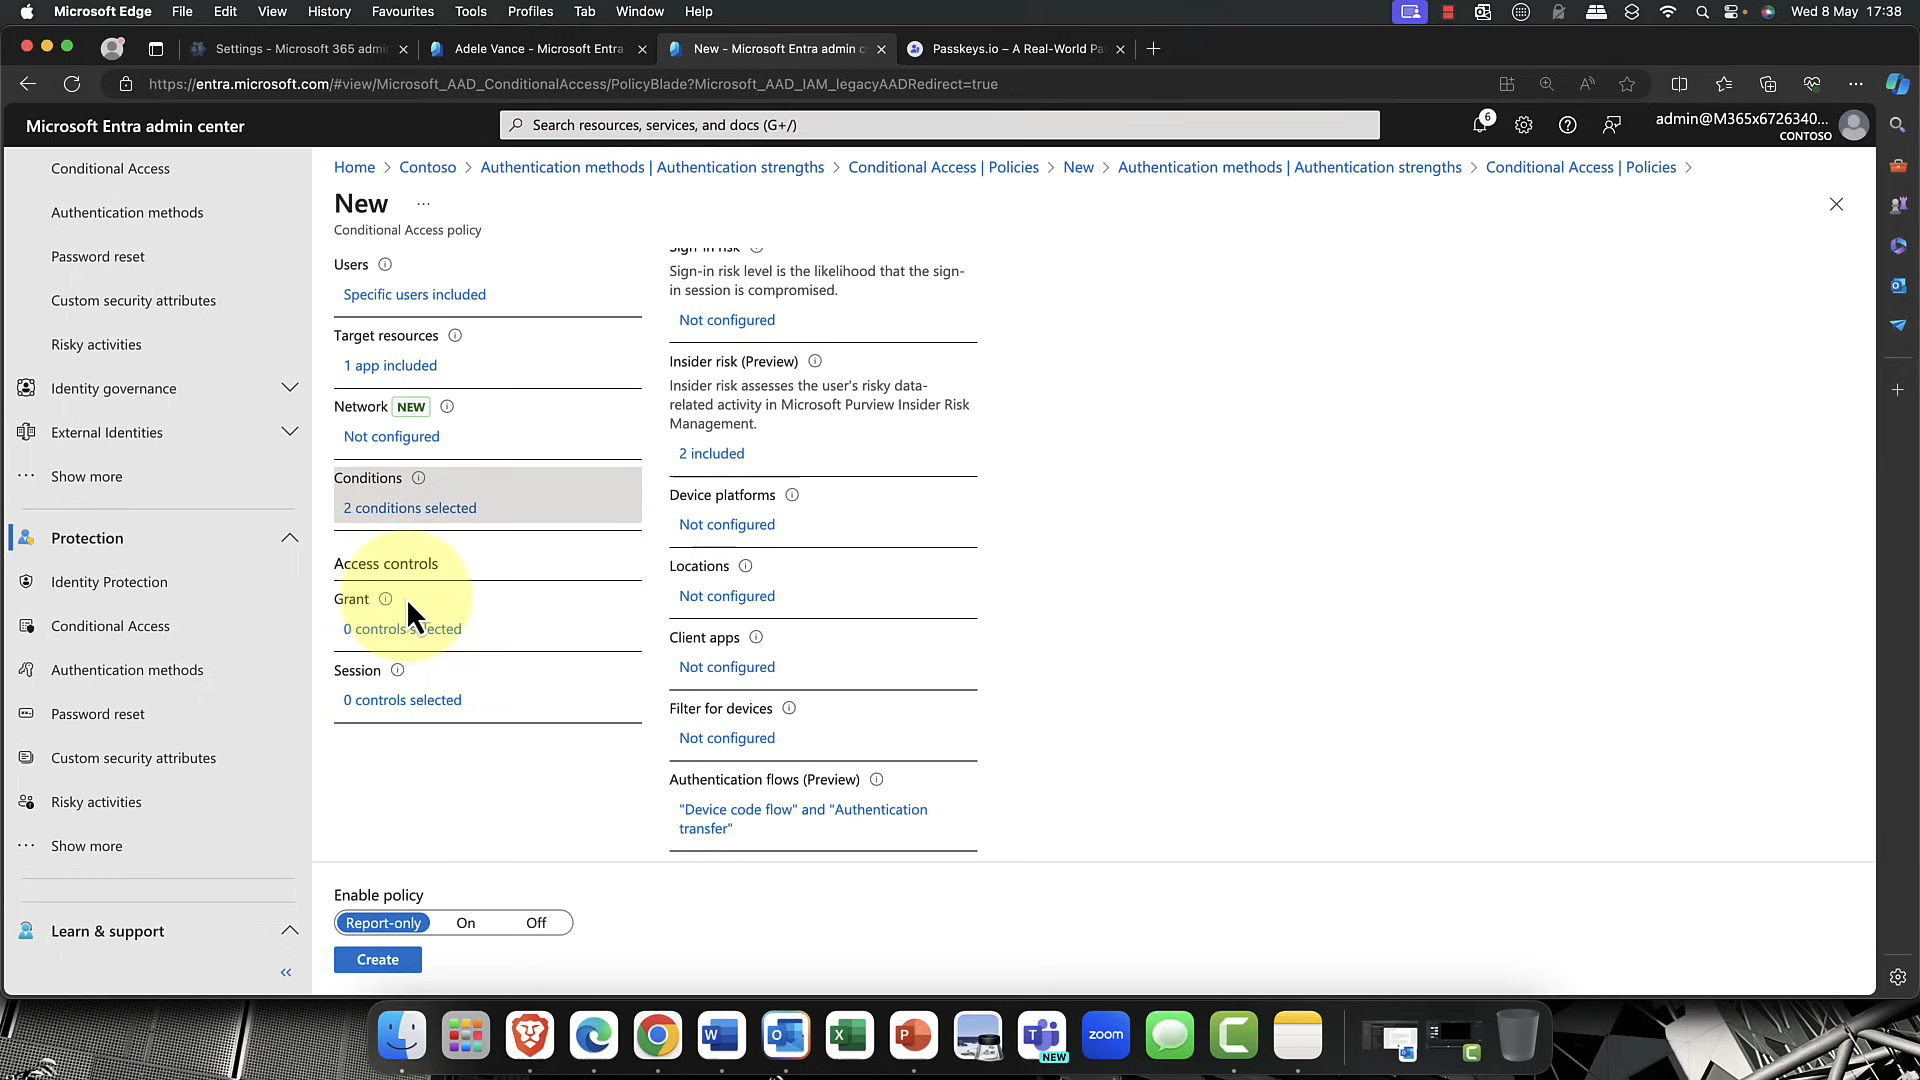 Microsoft Edge File Edit View History Favourites Tools Profiles Tab Window Help Wed 8 May 17:38
Settings - Microsoft 365 admi
Adele Vance - Microsoft Entra
New - Microsoft Entra admin c
Passkeys.io – A Real-World Pa
https://entra.microsoft.com/#view/Microsoft_AAD_ConditionalAccess/PolicyBlade?Microsoft_AAD_IAM_legacyAADRedirect=true
Microsoft Entra admin center
Search resources, services, and docs (G+/)
6
admin@M365x6726340...
CONTOSO
Conditional Access
Authentication methods
Password reset
Custom security attributes
Risky activities
Identity governance
External Identities
Show more
Protection
Identity Protection
Conditional Access
Authentication methods
Password reset
Custom security attributes
Risky activities
Show more
Learn & support
Home > Contoso > Authentication methods | Authentication strengths > Conditional Access | Policies > New > Authentication methods | Authentication strengths > Conditional Access | Policies >
New ...
Conditional Access policy
Users
Specific users included
Target resources
1 app included
Network NEW
Not configured
Conditions
2 conditions selected
Access controls
Grant
0 controls selected
Session
0 controls selected
Sign-in risk
Sign-in risk level is the likelihood that the sign-
in session is compromised.
Not configured
Insider risk (Preview)
Insider risk assesses the user's risky data-
related activity in Microsoft Purview Insider Risk
Management.
2 included
Device platforms
Not configured
Locations
Not configured
Client apps
Not configured
Filter for devices
Not configured
Authentication flows (Preview)
"Device code flow" and "Authentication
transfer"
Enable policy
Report-only On Off
Create
zoom
NEW